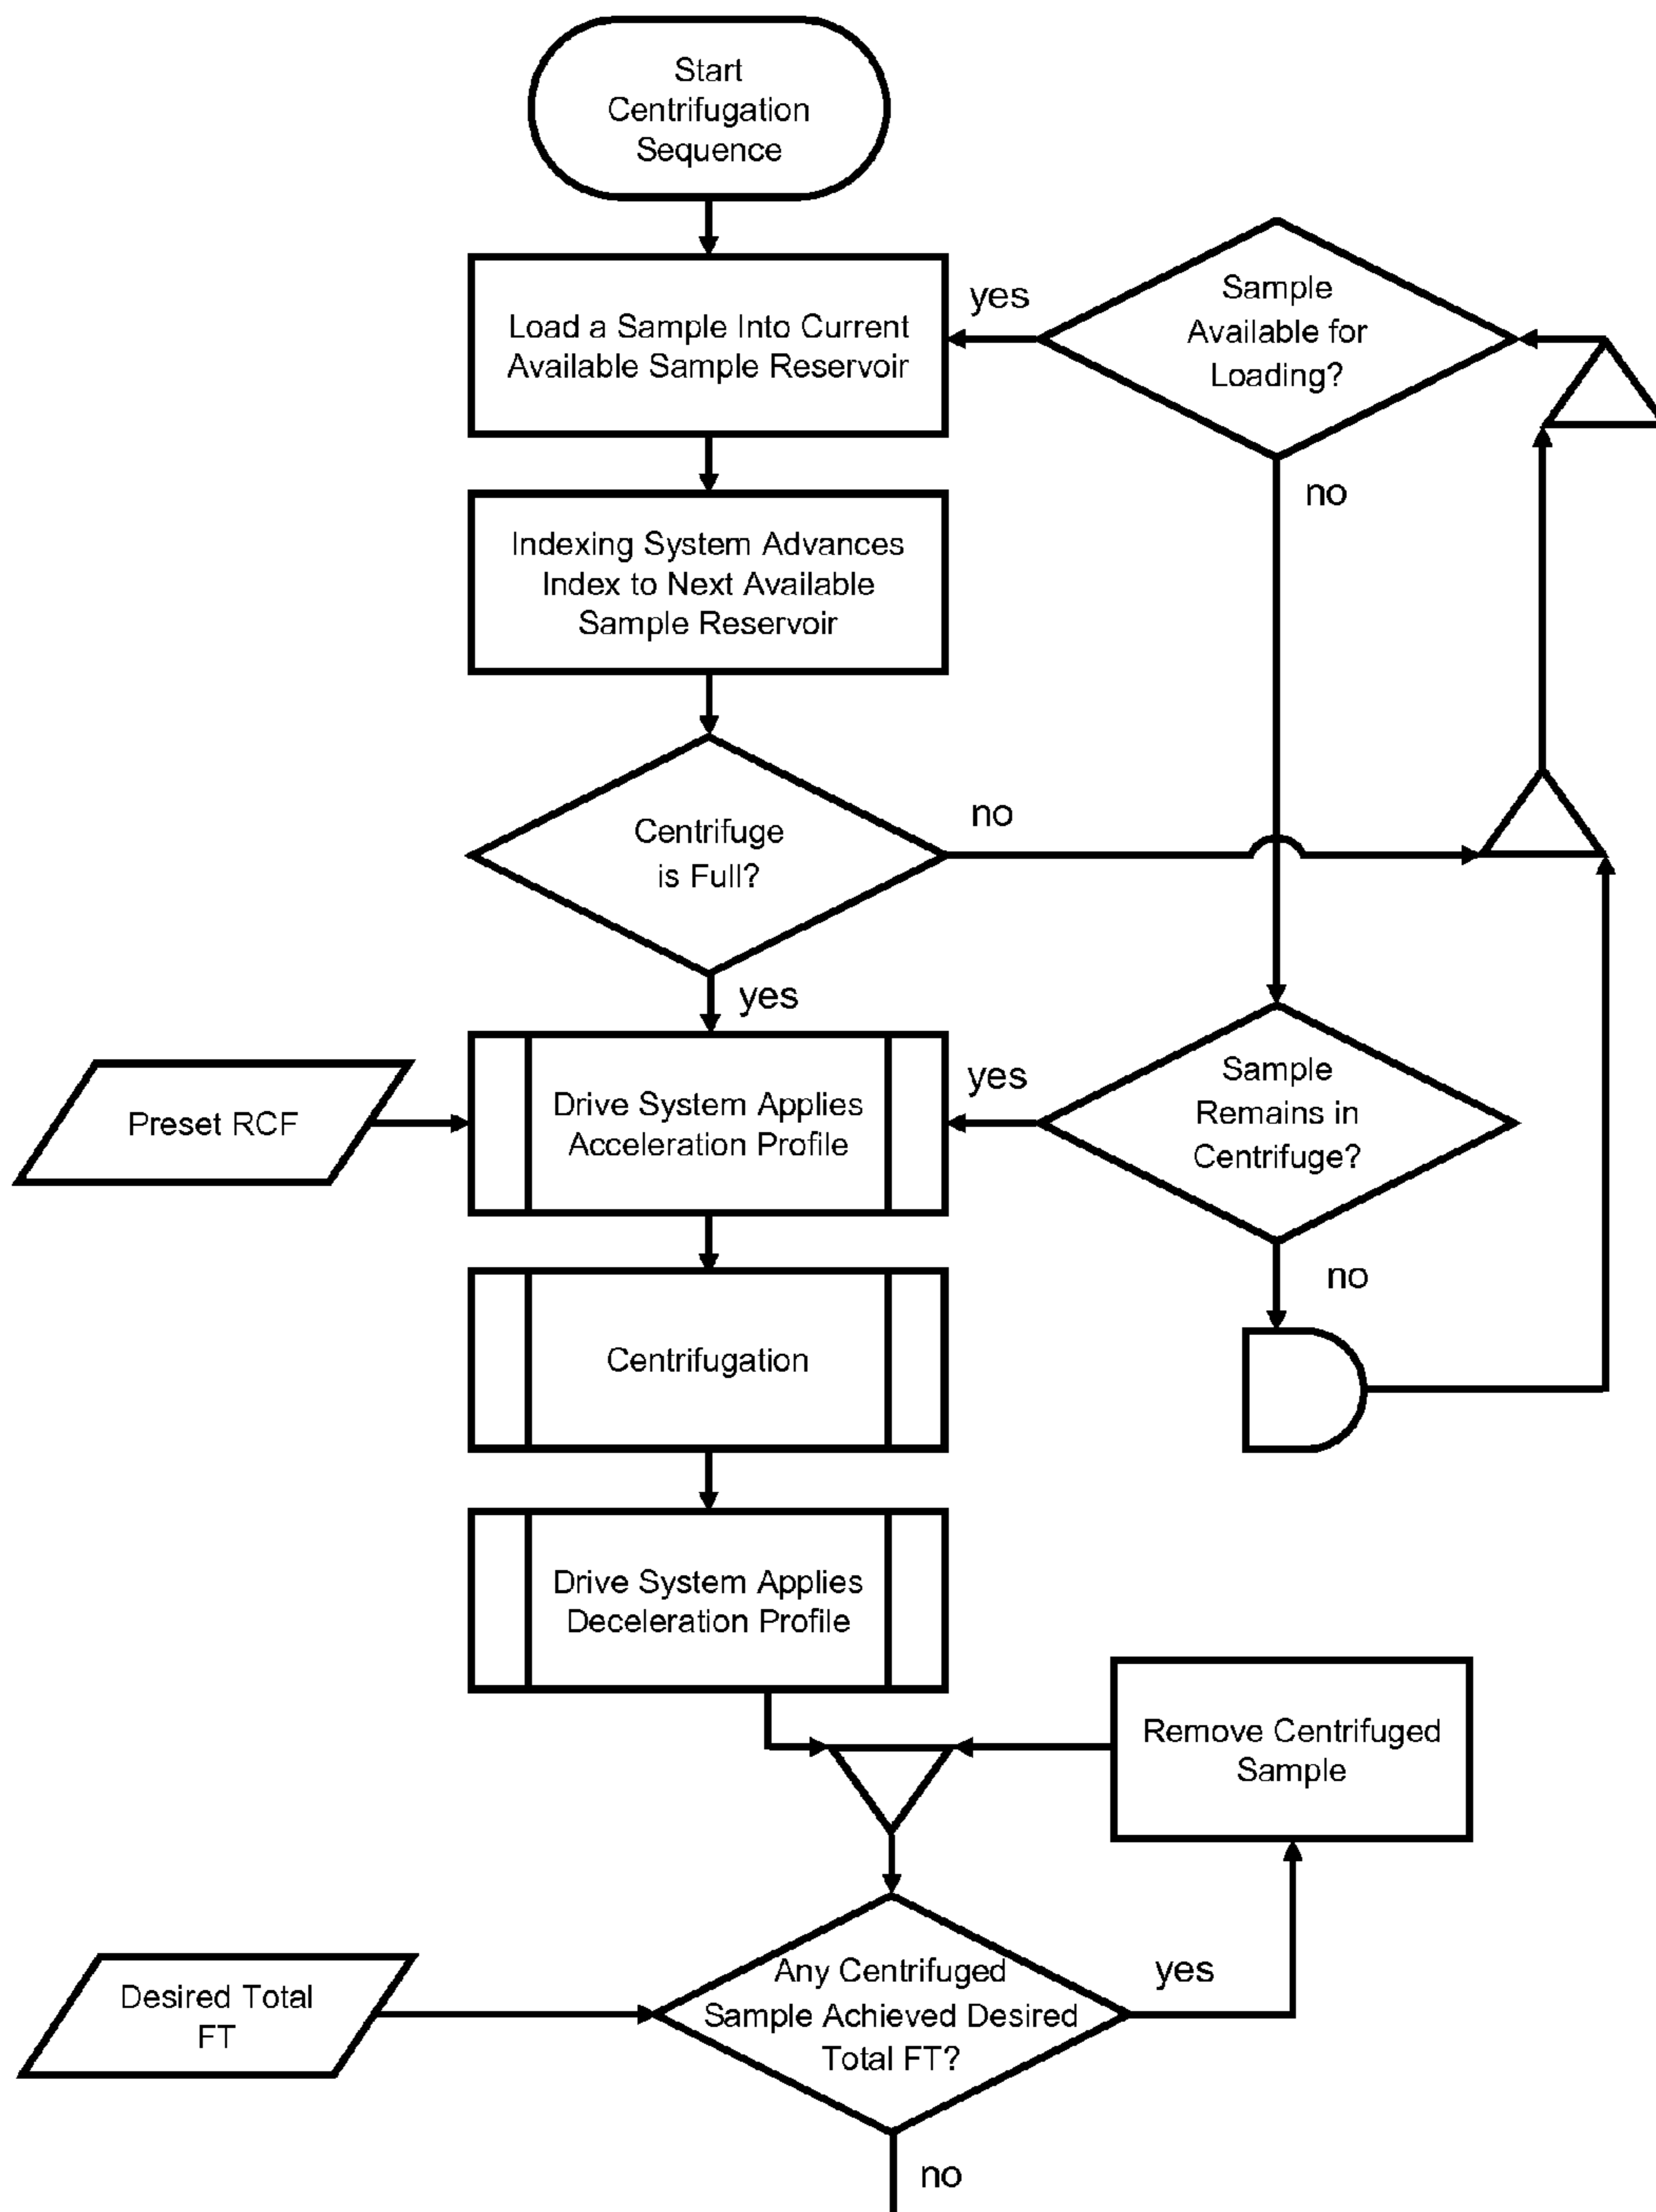 Start
Centrifugation
Sequence
Load a Sample Into Current
Available Sample Reservoir
yes
Sample
Available for
Loading?
no
Indexing System Advances
Index to Next Available
Sample Reservoir
Centrifuge
is Full?
no
yes
Preset RCF
Drive System Applies
Acceleration Profile
yes
Sample
Remains in
Centrifuge?
no
Centrifugation
Drive System Applies
Deceleration Profile
Remove Centrifuged
Sample
Desired Total
FT
Any Centrifuged
Sample Achieved Desired
Total FT?
yes
no